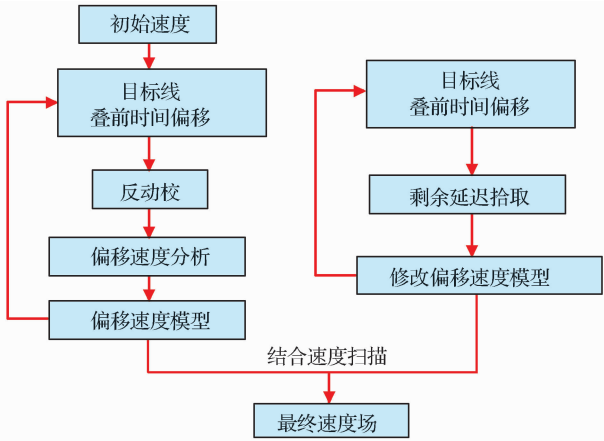 初始速度
目标线
叠前时间偏移
反动校
偏移速度分析
偏移速度模型
目标线
叠前时间偏移
剩余延迟拾取
修改偏移速度模型
结合速度扫描
最终速度场